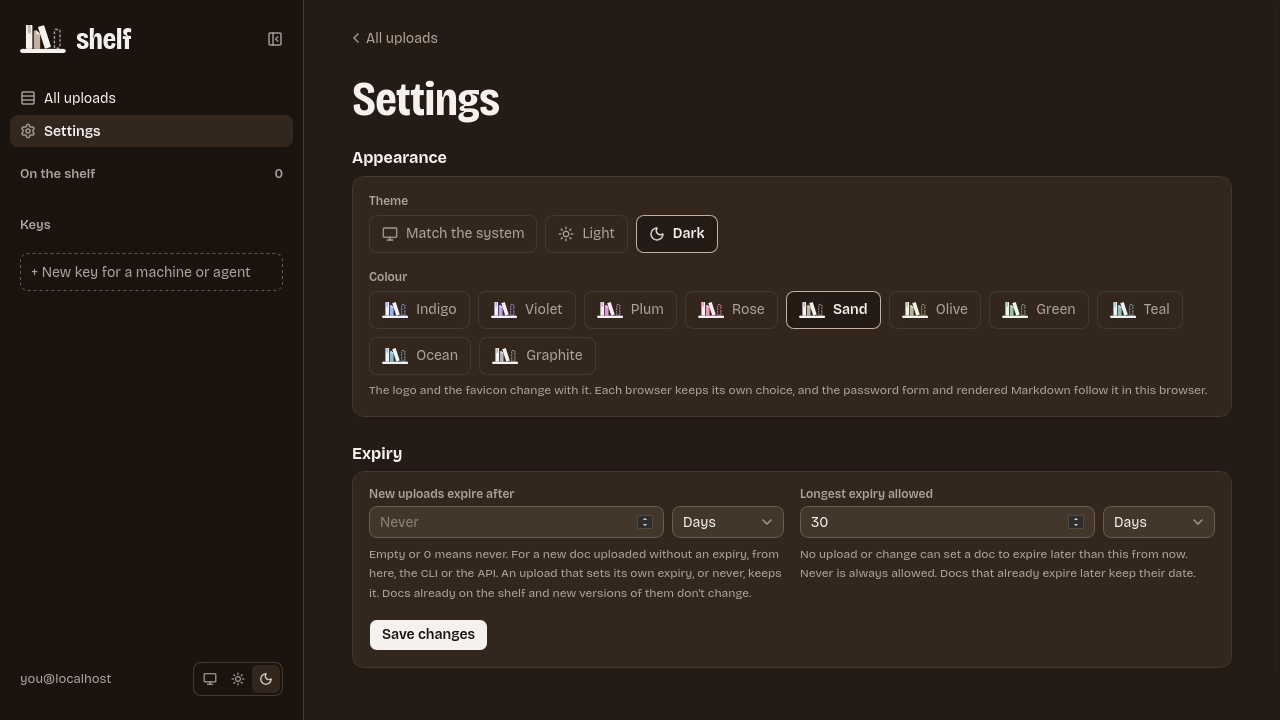 shelf
All uploads
Settings
On the shelf 0
Keys
+ New key for a machine or agent
you@localhost
All uploads
Settings
Appearance
Theme
Match the system Light Dark
Colour
Indigo Violet Plum Rose Sand Olive Green Teal
Ocean Graphite
The logo and the favicon change with it. Each browser keeps its own choice, and the password form and rendered Markdown follow it in this browser.
Expiry
New uploads expire after
Never Days
Empty or 0 means never. For a new doc uploaded without an expiry, from
here, the CLI or the API. An upload that sets its own expiry, or never, keeps
it. Docs already on the shelf and new versions of them don't change.
Longest expiry allowed
30 Days
No upload or change can set a doc to expire later than this from now.
Never is always allowed. Docs that already expire later keep their date.
Save changes